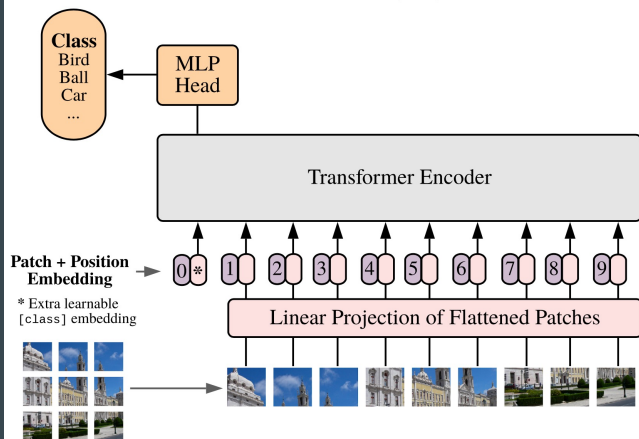 Class
Bird
Ball
Car
...
MLP
Head
Transformer Encoder
Patch + Position
Embedding
0 * 1 2 3 4 5 6 7 8 9
* Extra learnable
[class] embedding
Linear Projection of Flattened Patches